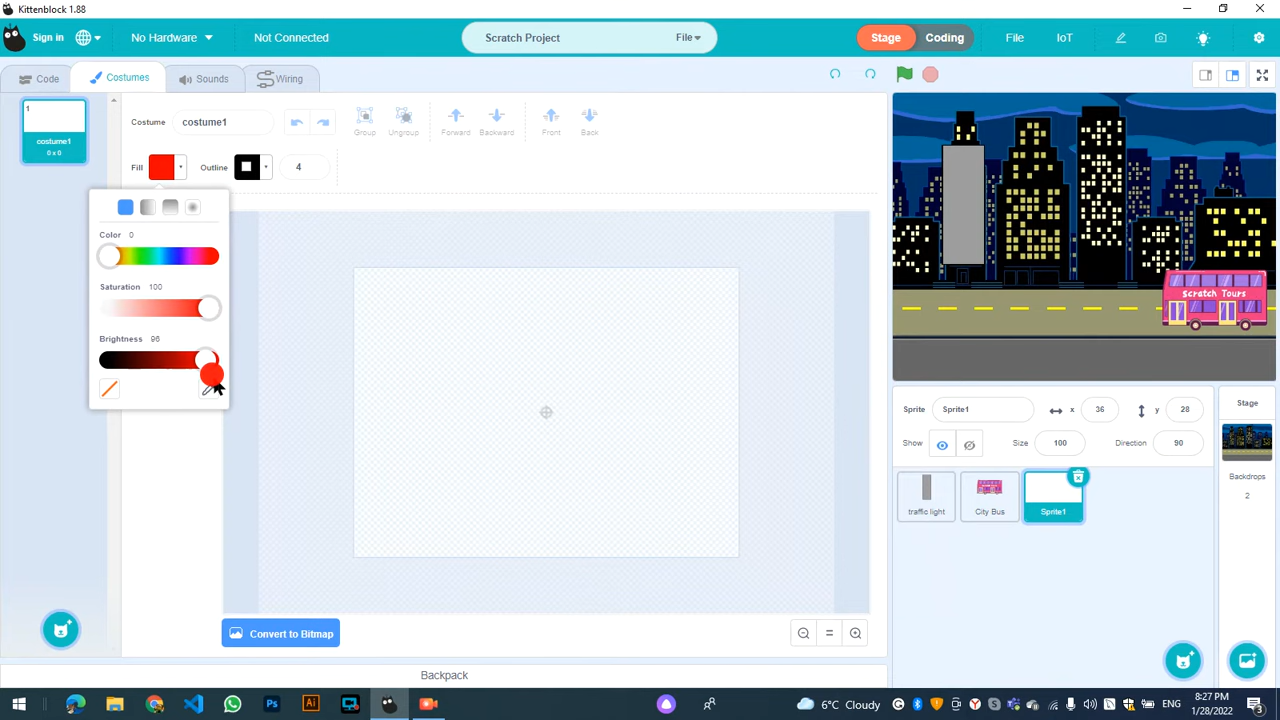 Kittenblock 1.88
Sign in
No Hardware
Not Connected
Scratch Project
File
Stage
Coding
File
IoT
Code
Costumes
Sounds
Wiring
1
costume1
0 x 0
Costume
costume1
Group
Ungroup
Forward
Backward
Front
Back
Fill
Outline
4
Color 0
Saturation 100
Brightness 96
Convert to Bitmap
Backpack
Scratch Tours
Sprite
Sprite1
x
36
y
28
Show
Size
100
Direction
90
traffic light
City Bus
Sprite1
Stage
Backdrops
2
6°C Cloudy
ENG
8:27 PM
1/28/2022
3